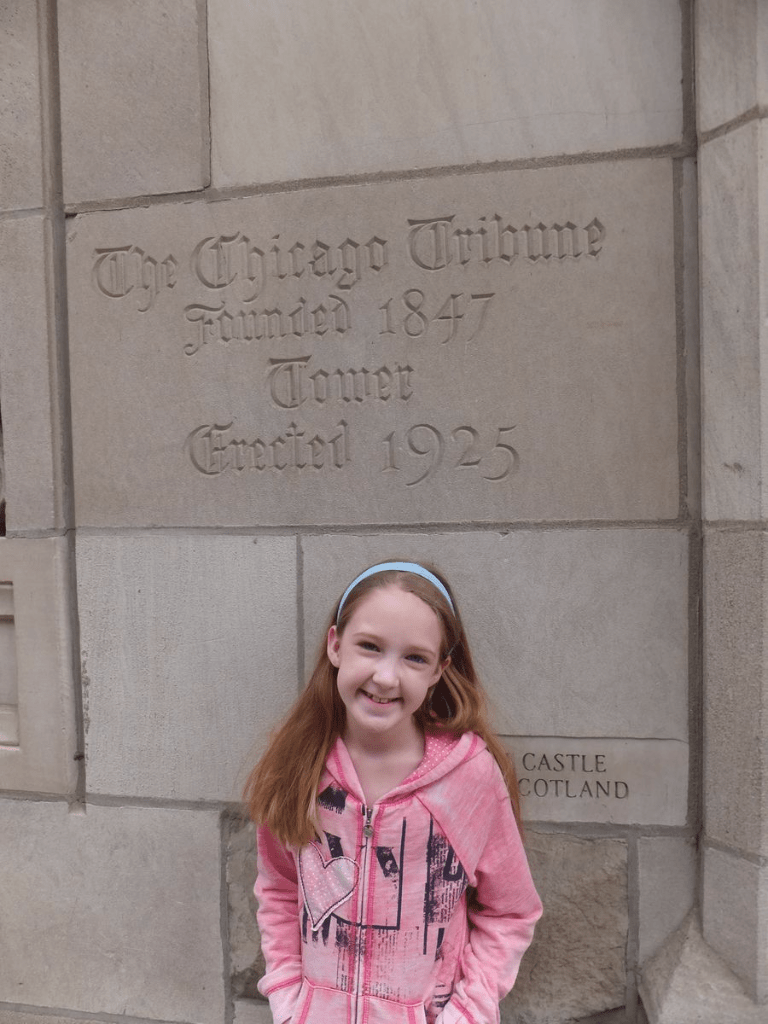 The Chicago Tribune
Founded 1847
Tower
Erected 1925
CASTLE
COTLAND